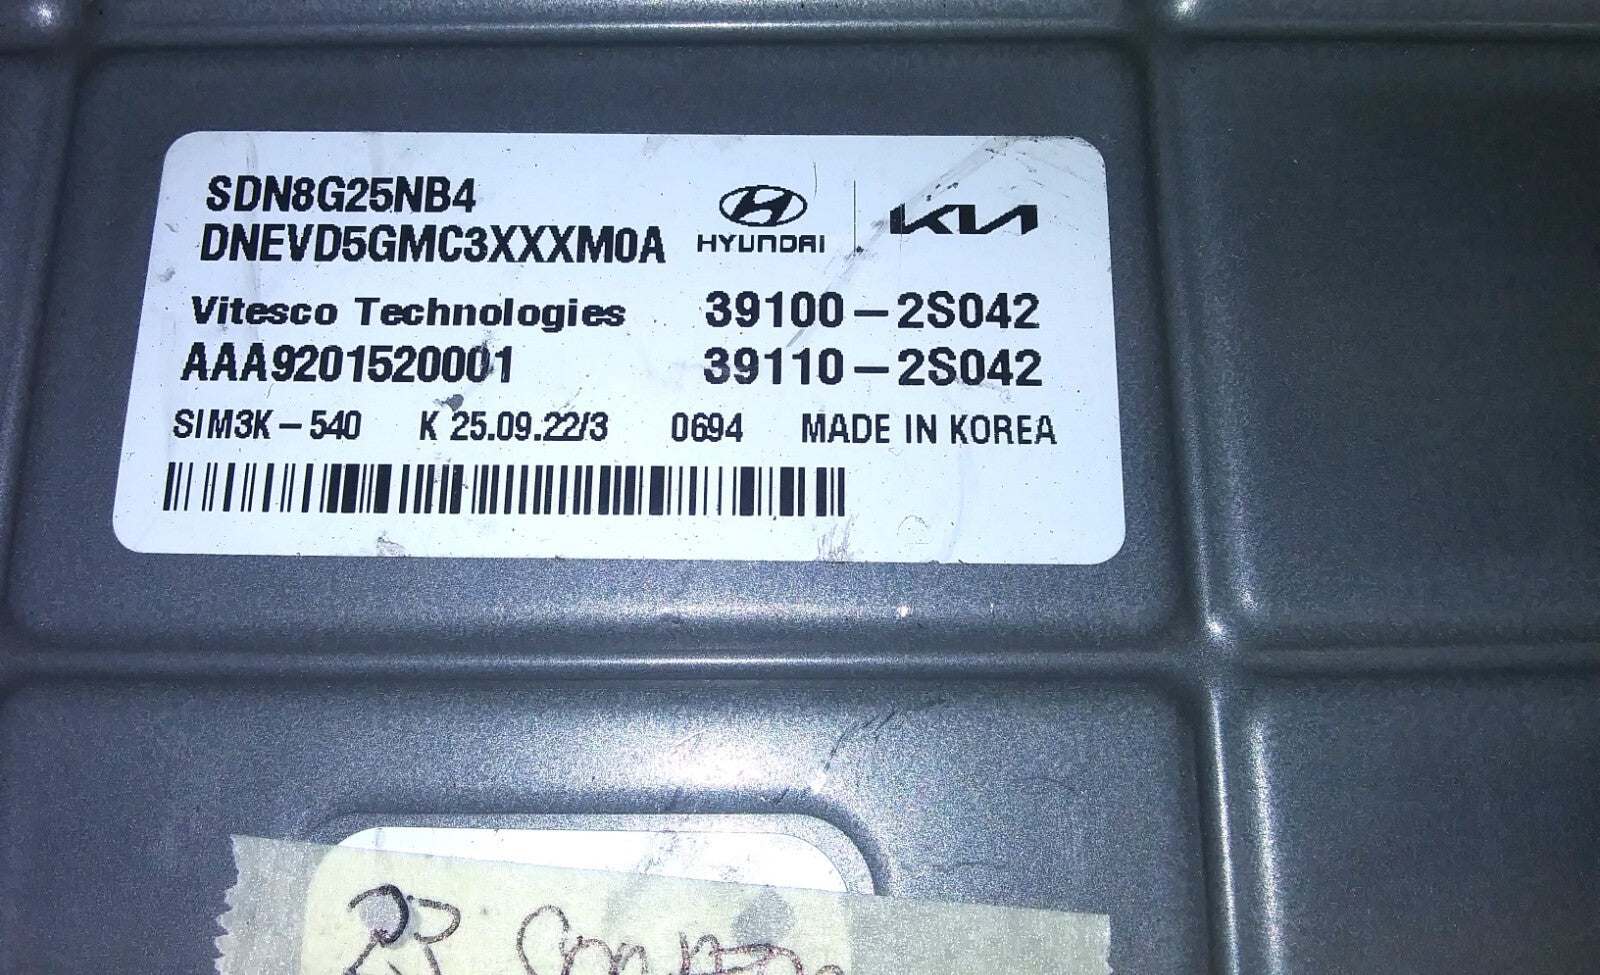 SDN8G25NB4
DNEVD5GMC3XXXM0A
HYUNDAI KIA
Vitesco Technologies 39100-2S042
AAA9201520001 39110-2S042
SIM3K-540 K 25.09.22/3 0694 MADE IN KOREA
23